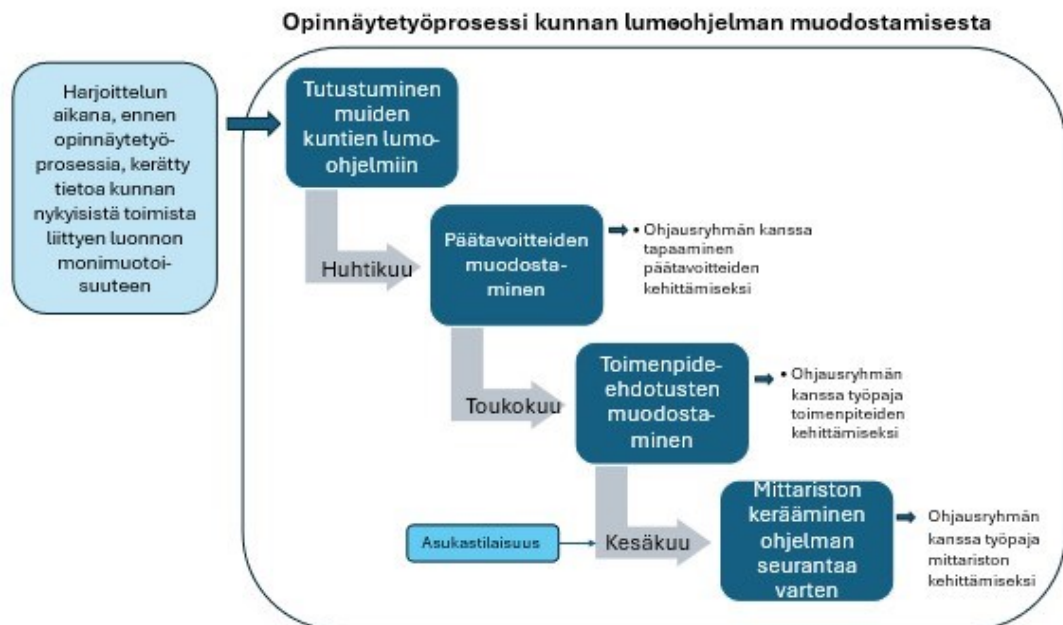 Opinnäytetyöprosessi kunnan lumo-ohjelman muodostamisesta
Harjoittelun
aikana, ennen
opinnäytetyö-
prosessia, kerätty
tietoa kunnan
nykyisistä toimista
liittyen luonnon
monimuotoi-
suuteen
Tutustuminen
muiden
kuntien lumo-
ohjelmiin
Huhtikuu
Päätavoitteiden
muodosta-
minen
• Ohjausryhmän kanssa
tapaaminen
päätavoitteiden
kehittämiseksi
Toukokuu
Toimenpide-
ehdotusten
muodosta-
minen
• Ohjausryhmän
kanssa työpaja
toimenpiteiden
kehittämiseksi
Asukastilaisuus
Kesäkuu
Mittariston
kerääminen
ohjelman
seurantaa
varten
Ohjausryhmän
kanssa työpaja
mittariston
kehittämiseksi